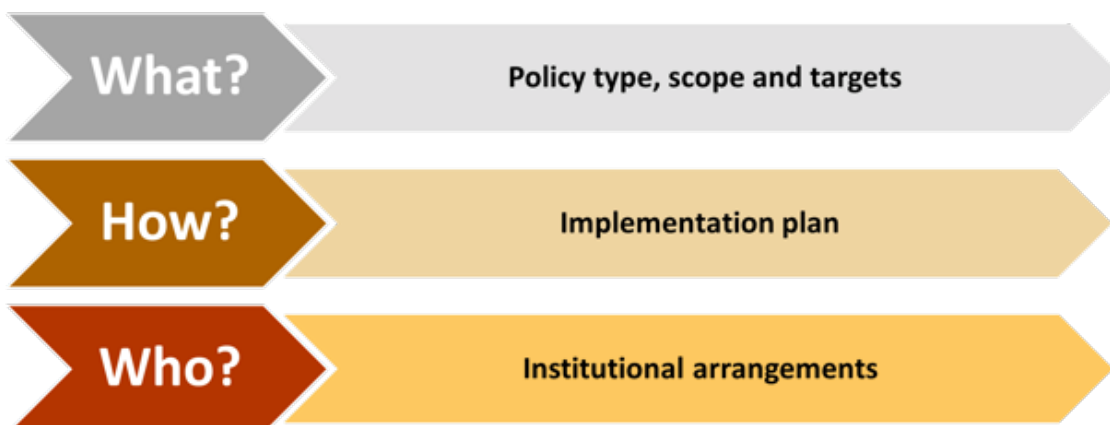 What?
Policy type, scope and targets
How?
Implementation plan
Who?
Institutional arrangements